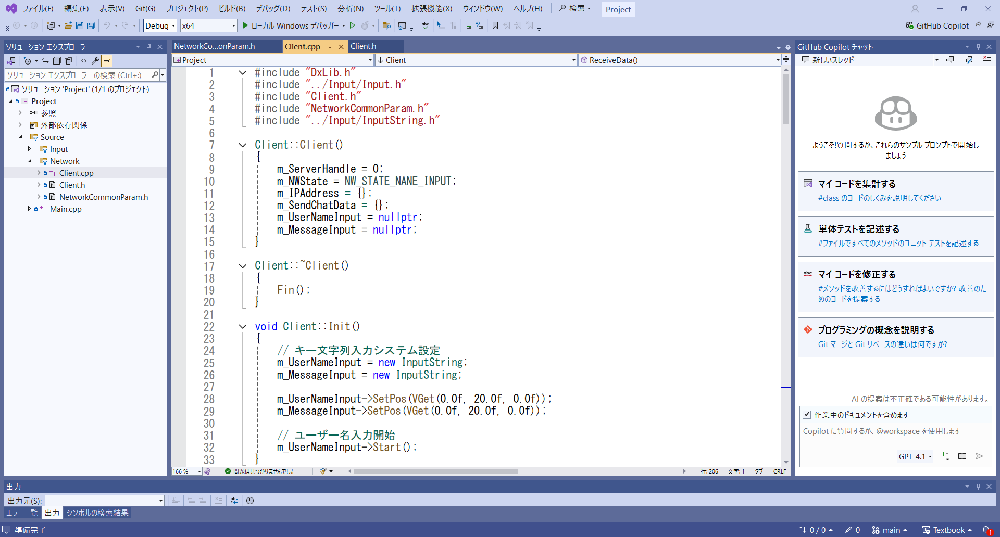 ファイル(F) 編集(E) 表示(V) Git(G) プロジェクト(P) ビルド(B) デバッグ(D) テスト(S) 分析(N) ツール(T) 拡張機能(X) ウィンドウ(W) ヘルプ(H) 検索 Project
Debug x64 ローカル Windows デバッガー GitHub Copilot
ソリューション エクスプローラー
ソリューション エクスプローラー の検索 (Ctrl+:)
ソリューション 'Project' (1/1 のプロジェクト)
Project
参照
外部依存関係
Source
Input
Network
Client.cpp
Client.h
NetworkCommonParam.h
Main.cpp
NetworkCo...onParam.h Client.cpp Client.h
Project Client ReceiveData()
1 #include "DxLib.h"
2 #include "../Input/Input.h"
3 #include "Client.h"
4 #include "NetworkCommonParam.h"
5 #include "../Input/InputString.h"
6
7 Client::Client()
8 {
9 m_ServerHandle = 0;
10 m_NWState = NW_STATE_NANE_INPUT;
11 m_IPAddress = {};
12 m_SendChatData = {};
13 m_UserNameInput = nullptr;
14 m_MessageInput = nullptr;
15 }
16
17 Client::~Client()
18 {
19 Fin();
20 }
21
22 void Client::Init()
23 {
24 // キー文字列入力システム設定
25 m_UserNameInput = new InputString;
26 m_MessageInput = new InputString;
27
28 m_UserNameInput->SetPos(VGet(0.0f, 20.0f, 0.0f));
29 m_MessageInput->SetPos(VGet(0.0f, 20.0f, 0.0f));
30
31 // ユーザー名入力開始
32 m_UserNameInput->Start();
33 }
166 % 問題は見つかりませんでした 行: 206 文字: 1 タブ CRLF
GitHub Copilot チャット
新しいスレッド
ようこそ!質問するか、これらのサンプル プロンプトで開始し
ましょう
マイ コードを集計する
#class のコードのしくみを説明してください
単体テストを記述する
#ファイルですべてのメソッドのユニット テストを記述する
マイ コードを修正する
#メソッドを改善するにはどうすればよいですか? 改善のた
めのコードを提案する
プログラミングの概念を説明する
Git マージと Git リベースの違いは何ですか?
AI の提案は不正確である可能性があります。
作業中のドキュメントを含めます
Copilot に質問するか、@workspace を使用します
GPT-4.1
出力
出力元(S):
エラー一覧 出力 シンボルの検索結果
準備完了 0 / 0 0 main Textbook 1